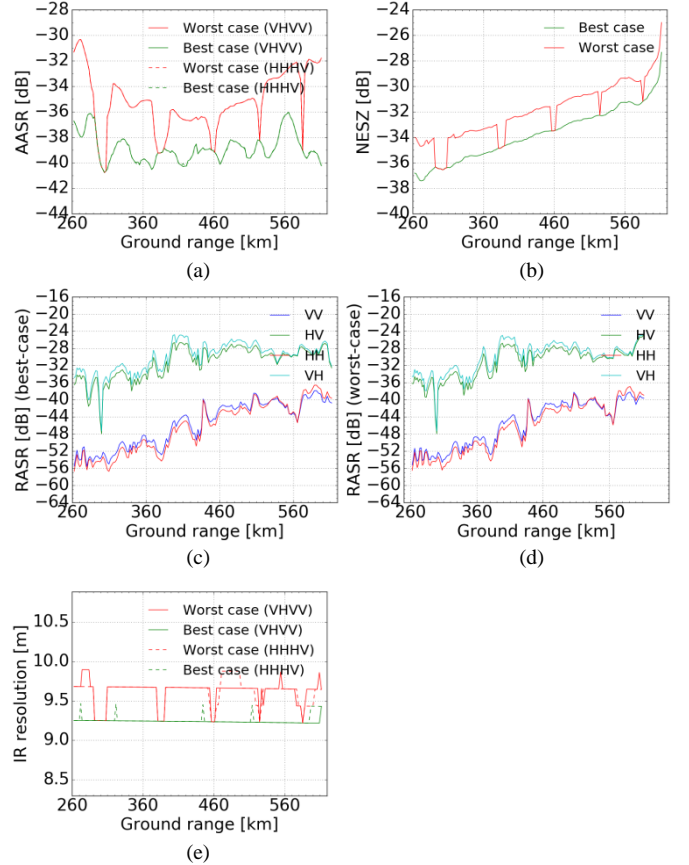 AASR [dB]
−28
−30
−32
−34
−36
−38
−40
−42
−44
Worst case (VHVV)
Best case (VHVV)
Worst case (HHHV)
Best case (HHHV)
260 360 460 560
Ground range [km]
(a)
NESZ [dB]
−24
−26
−28
−30
−32
−34
−36
−38
−40
Best case
Worst case
260 360 460 560
Ground range [km]
(b)
RASR [dB] (best-case)
−16
−20
−24
−28
−32
−36
−40
−44
−48
−52
−56
−60
−64
VV
HV
HH
VH
260 360 460 560
Ground range [km]
(c)
RASR [dB] (worst-case)
−16
−20
−24
−28
−32
−36
−40
−44
−48
−52
−56
−60
−64
VV
HV
HH
VH
260 360 460 560
Ground range [km]
(d)
IR resolution [m]
10.5
10.0
9.5
9.0
8.5
Worst case (VHVV)
Best case (VHVV)
Worst case (HHHV)
Best case (HHHV)
260 360 460 560
Ground range [km]
(e)